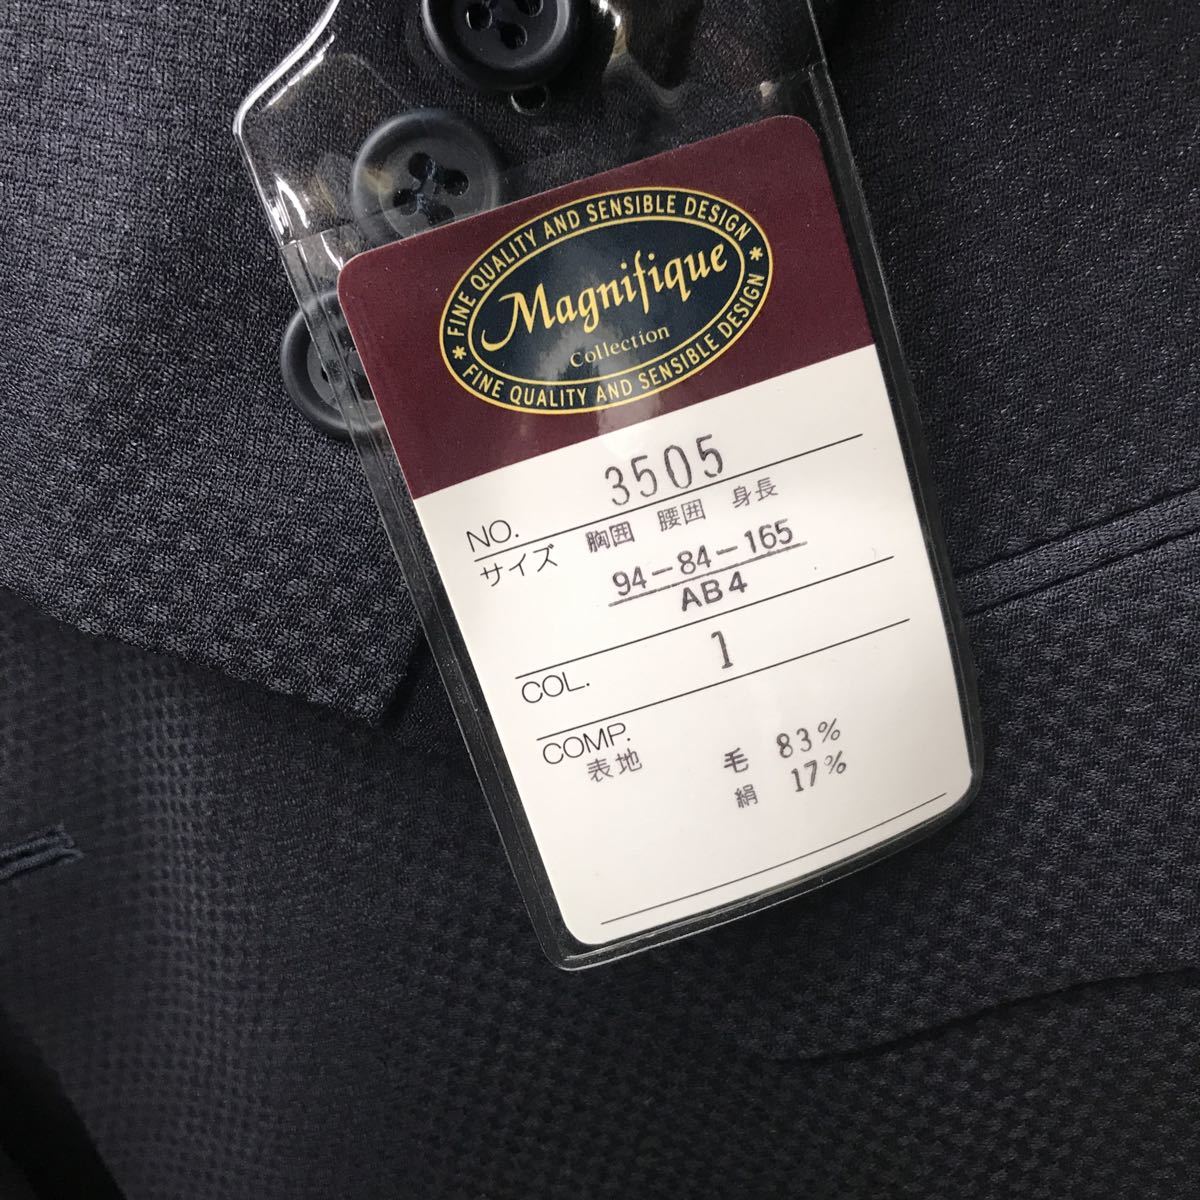 * FINE QUALITY AND SENSIBLE DESIGN *
Magnifique
Collection
FINE QUALITY AND SENSIBLE DESIGN
NO. 3505
サイズ 胸囲 腰囲 身長
94-84-165
AB4
COL. 1
COMP.
表地 毛 83%
絹 17%